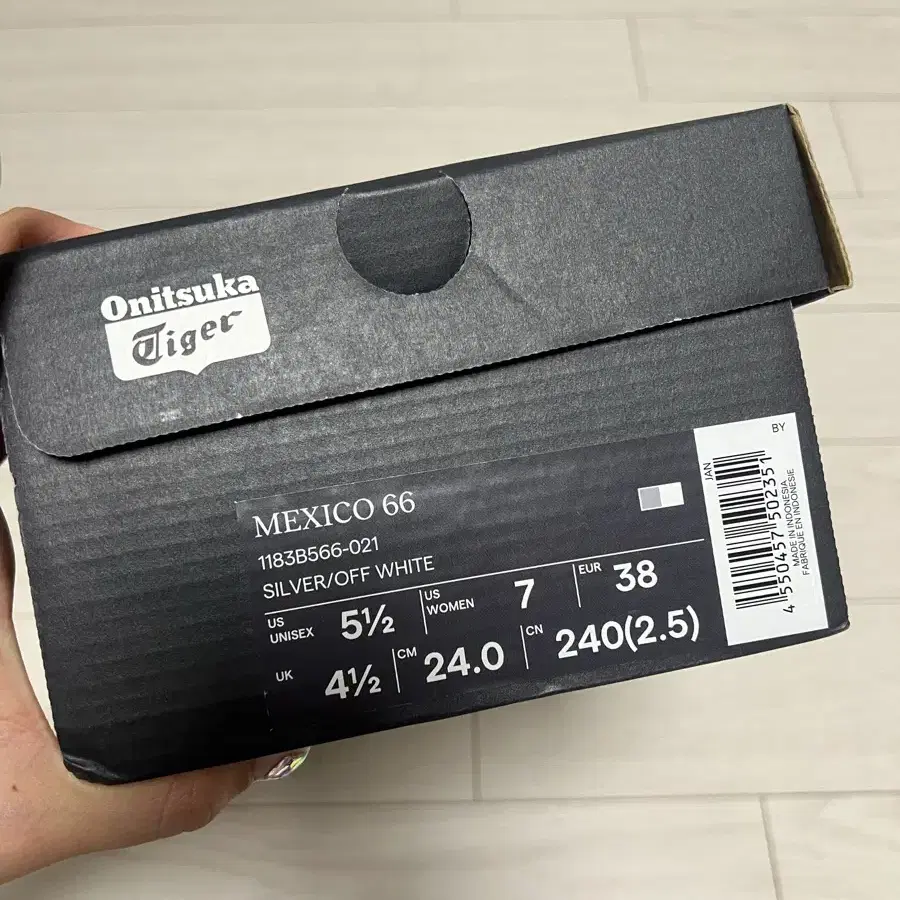 Onitsuka
Tiger
MEXICO 66
1183B566-021
SILVER/OFF WHITE
US UNISEX 5½
US WOMEN 7
EUR 38
UK 4½
CM 24.0
CN 240(2.5)
BY
JAN
4 550457 502351
MADE IN INDONESIA
FABRIQUE EN INDONESIE